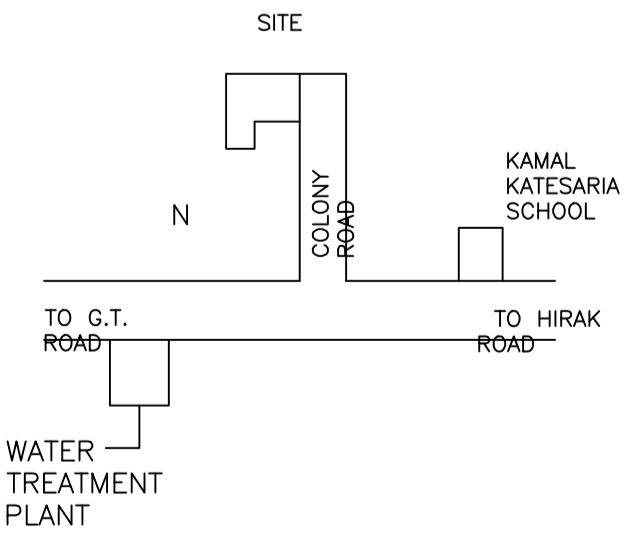 SITE
KAMAL
KATESARIA
SCHOOL
COLONY
ROAD
N
TO G.T.
ROAD
TO HIRAK
ROAD
WATER
TREATMENT
PLANT